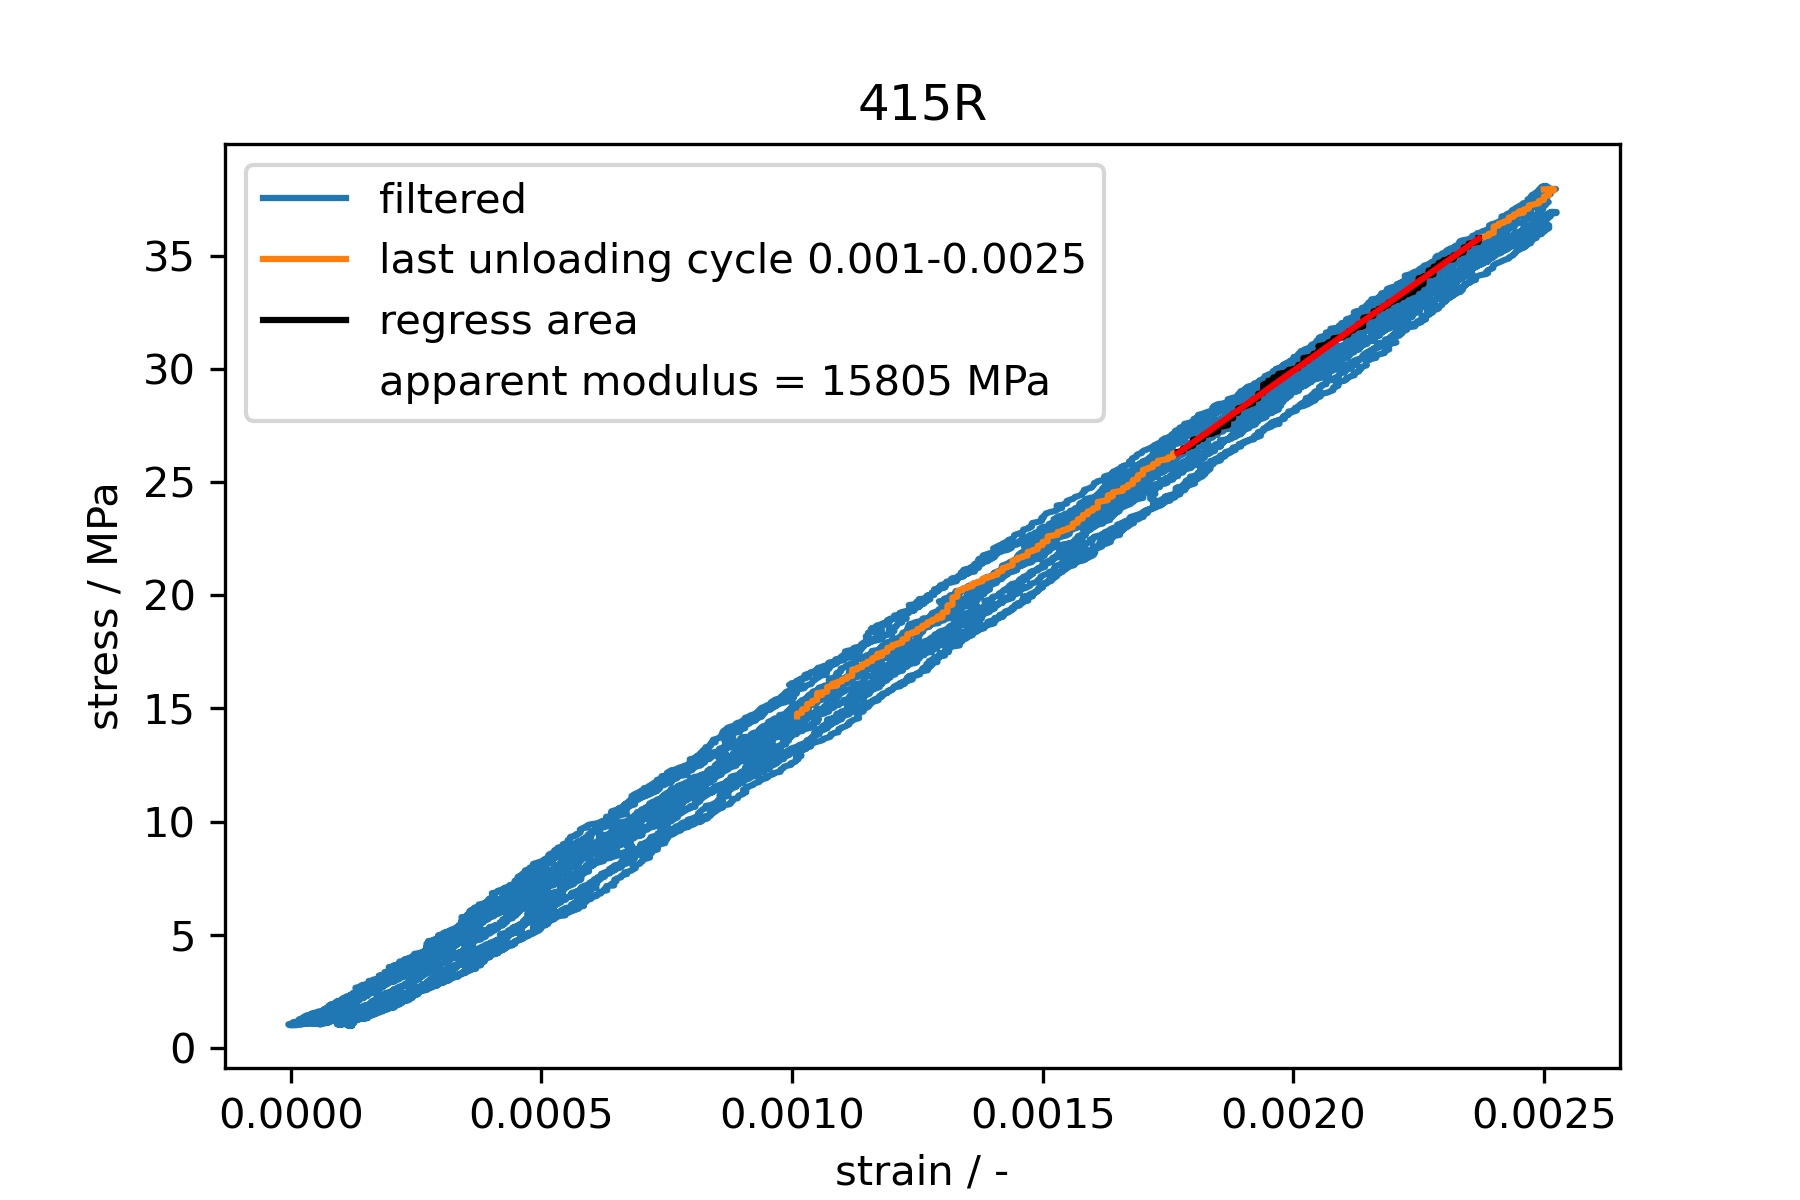 415R
filtered
last unloading cycle 0.001-0.0025
regress area
apparent modulus = 15805 MPa
stress / MPa
35
30
25
20
15
10
5
0
0.0000 0.0005 0.0010 0.0015 0.0020 0.0025
strain / -